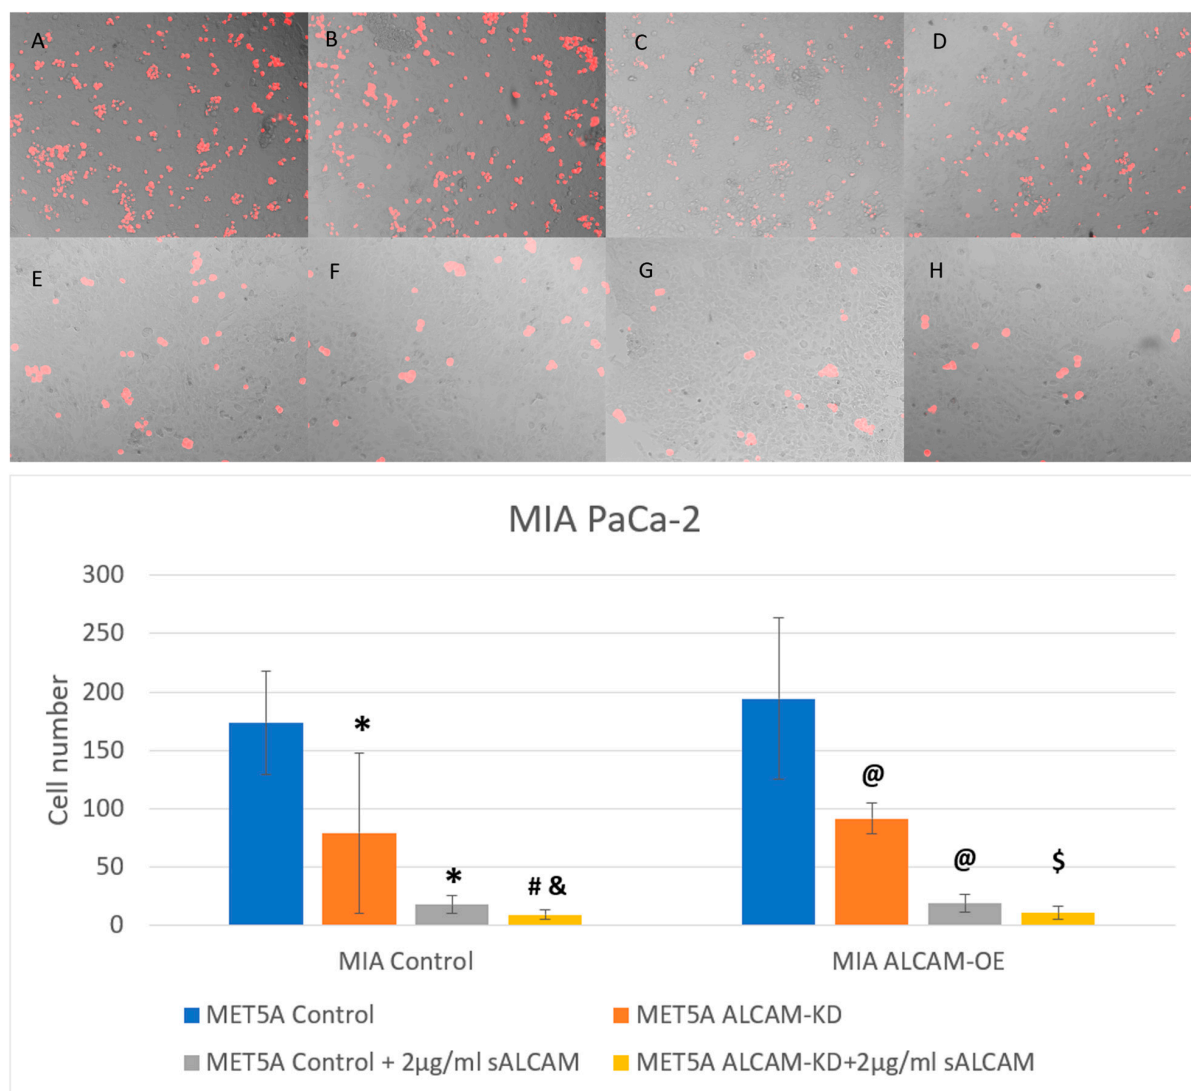 A B C D
E F G H
MIA PaCa-2
Cell number
300
250
200
150
100
50
0
*
*
# &
@
@
$
MIA Control MIA ALCAM-OE
MET5A Control MET5A ALCAM-KD
MET5A Control + 2µg/ml sALCAM MET5A ALCAM-KD+2µg/ml sALCAM